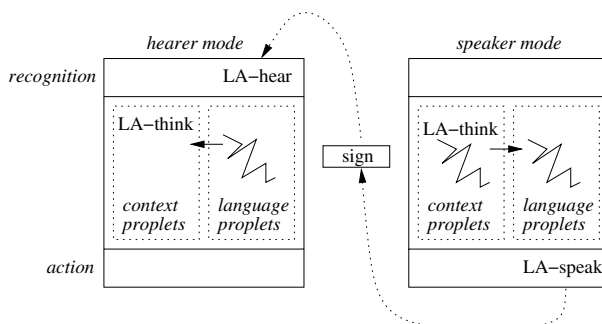 hearer mode
speaker mode
recognition
LA−hear
LA−think
context
proplets
language
proplets
sign
LA−think
context
proplets
language
proplets
action
LA−speak